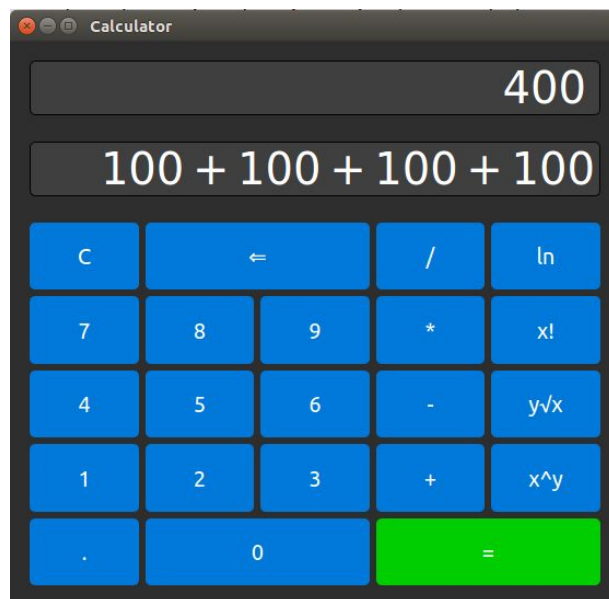 Calculator
400
100 + 100 + 100 + 100
C ⇐ / ln
7 8 9 * x!
4 5 6 - y√x
1 2 3 + x^y
. 0 =